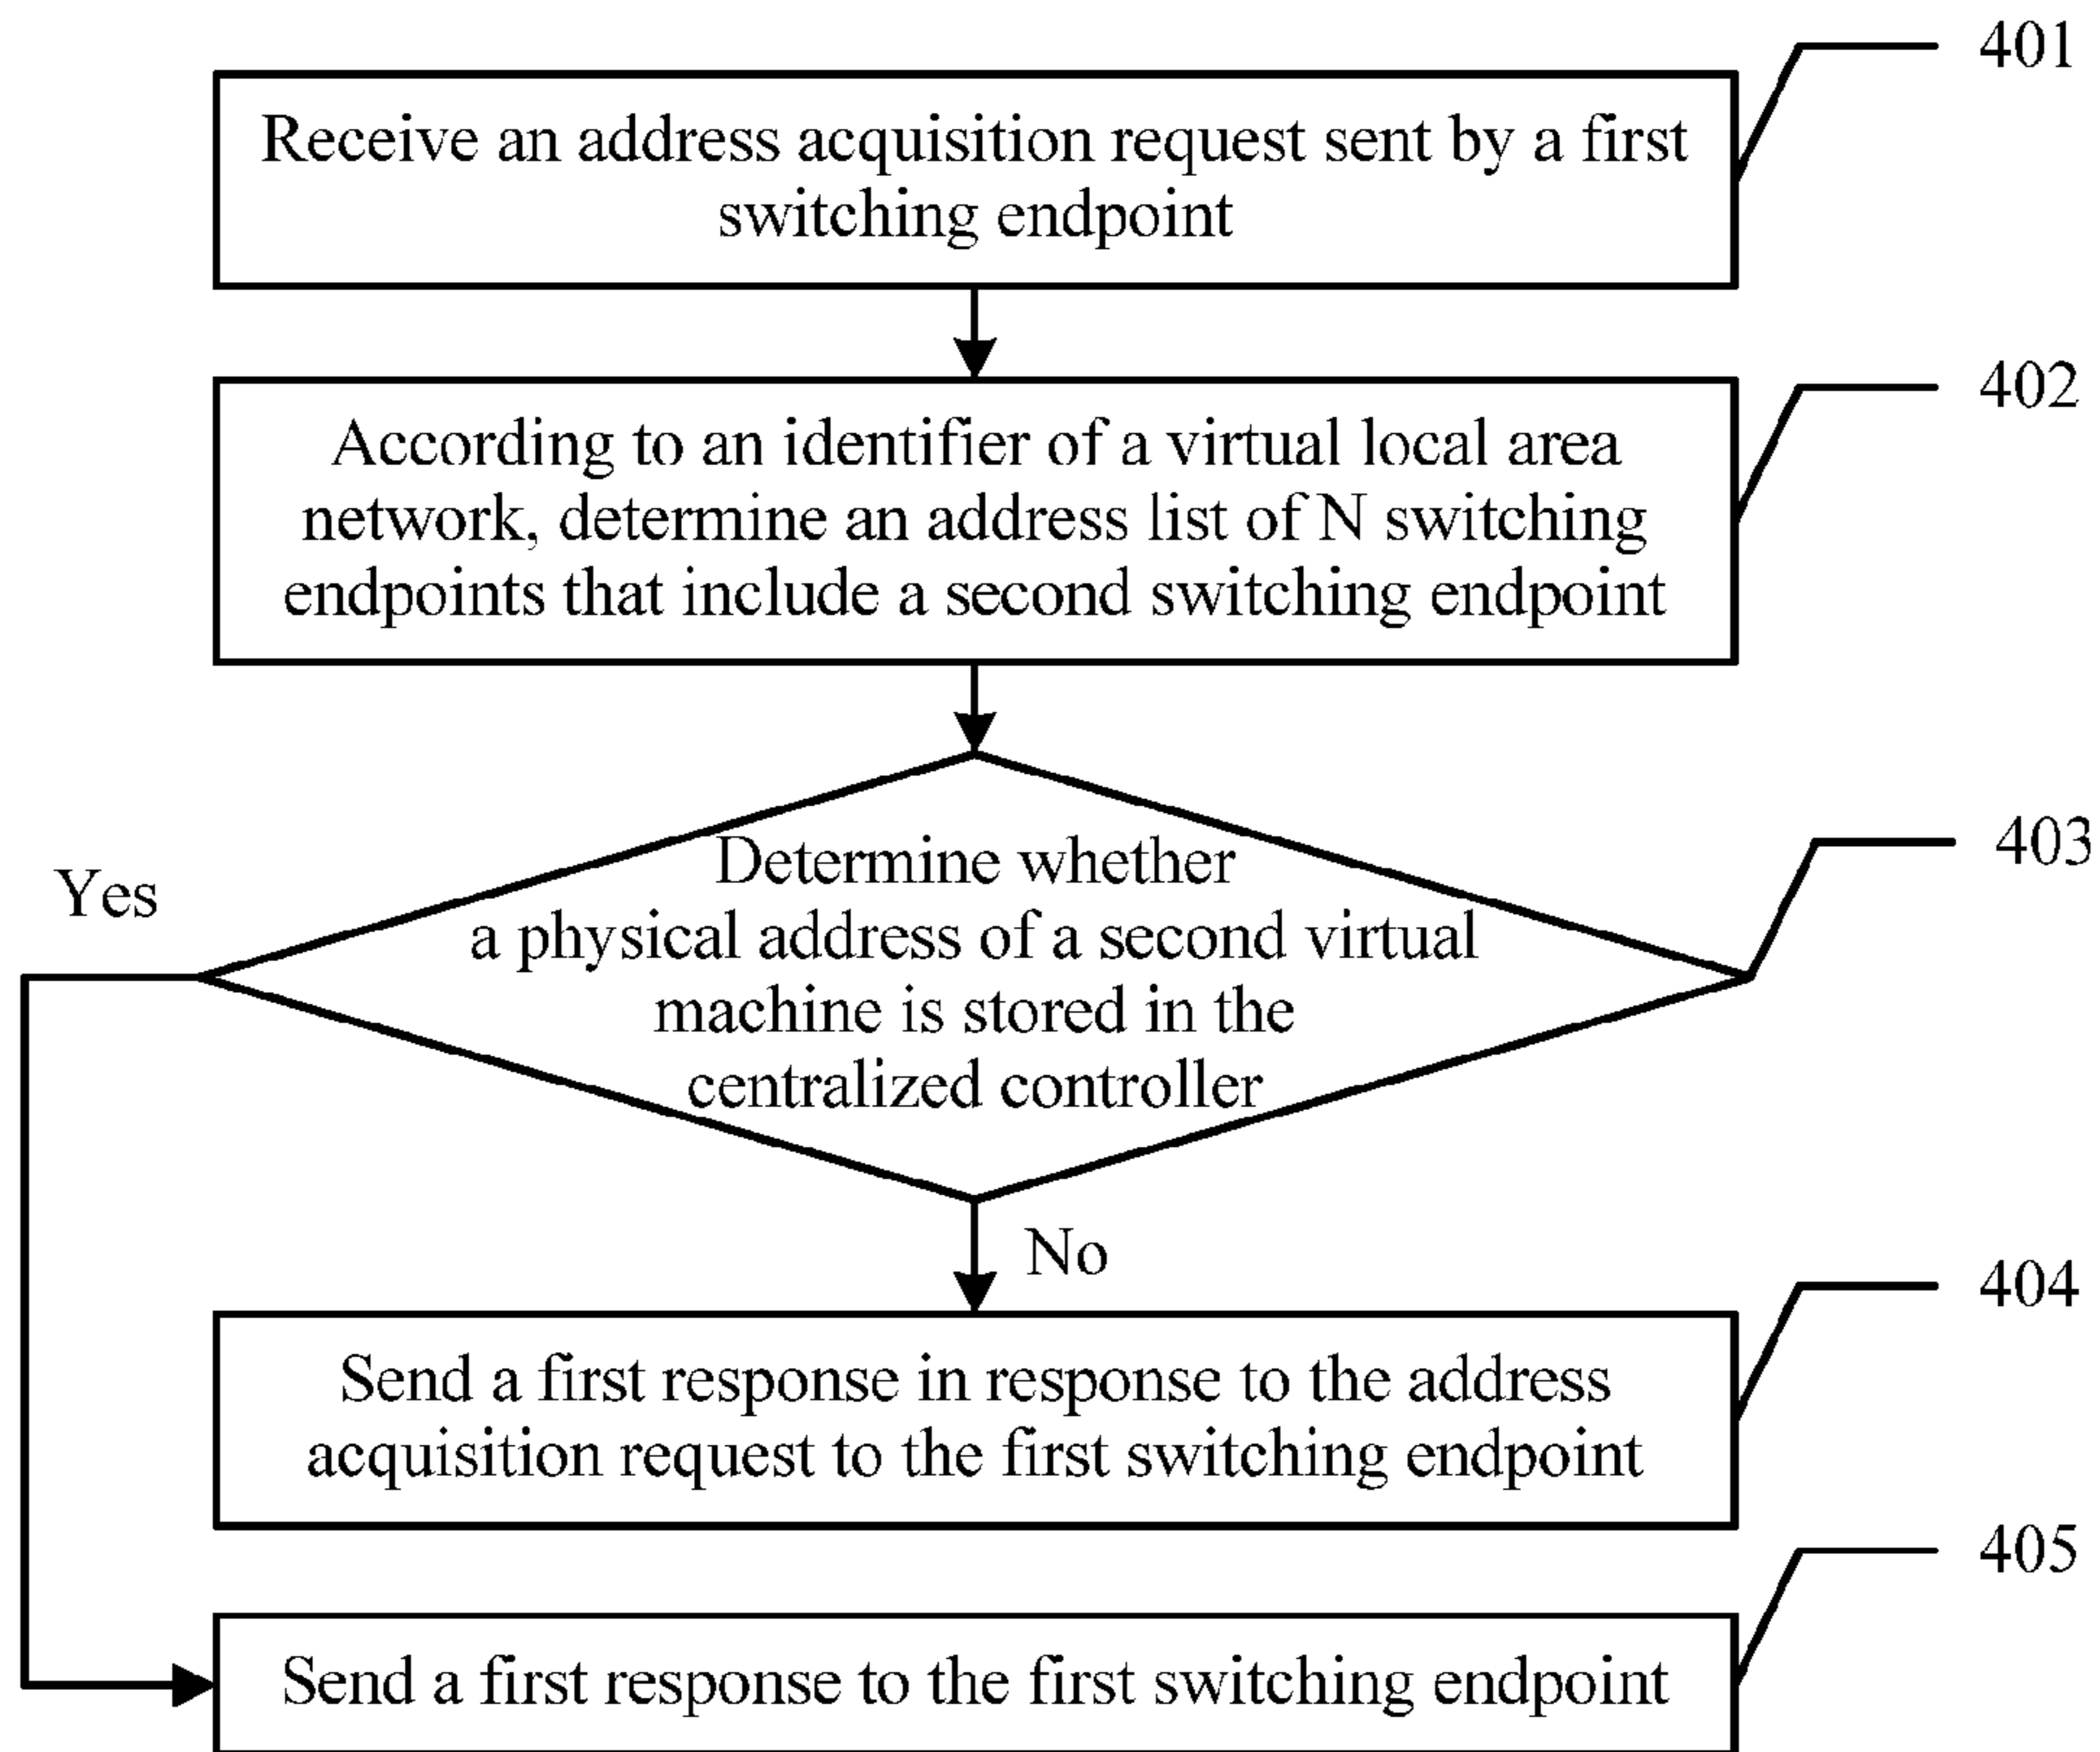 401
Receive an address acquisition request sent by a first
switching endpoint
402
According to an identifier of a virtual local area
network, determine an address list of N switching
endpoints that include a second switching endpoint
403
Determine whether
a physical address of a second virtual
machine is stored in the
centralized controller
Yes
No
404
Send a first response in response to the address
acquisition request to the first switching endpoint
405
Send a first response to the first switching endpoint